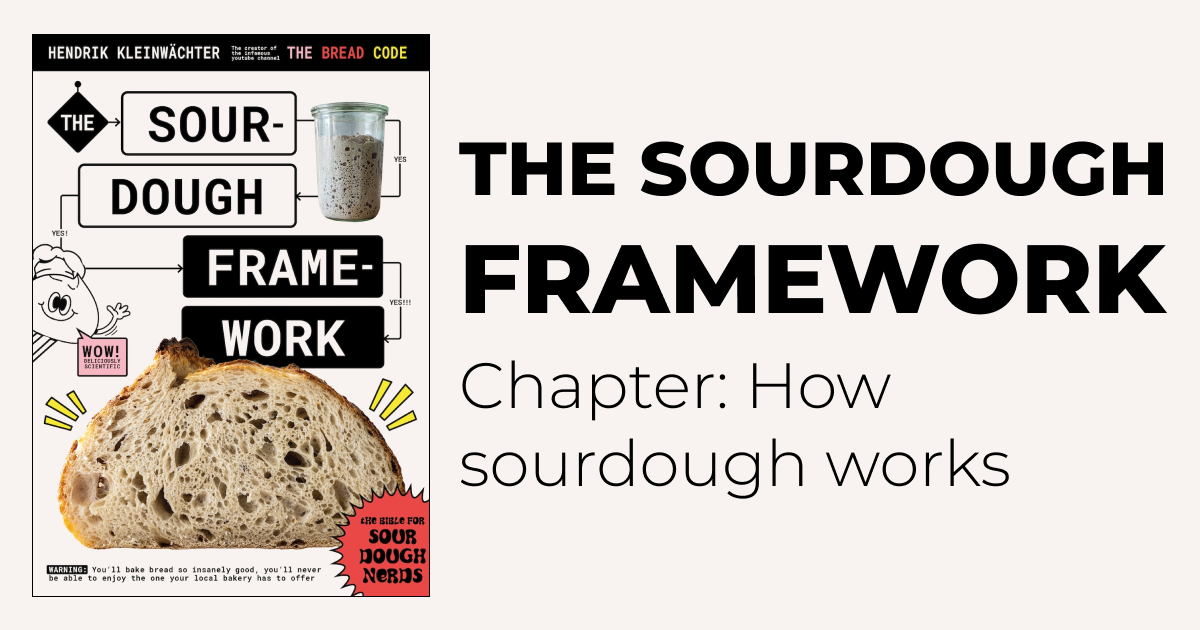 HENDRIK KLEINWÄCHTER
The creator of
the infamous
youtube channel
THE BREAD CODE
THE
SOUR-
YES
DOUGH
YES!
FRAME-
YES!!!
WORK
WOW!
DELICIOUSLY
SCIENTIFIC
THE BIBLE FOR
SOUR
DOUGH
NERDS
WARNING: You'll bake bread so insanely good, you'll never
be able to enjoy the one your local bakery has to offer
THE SOURDOUGH
FRAMEWORK
Chapter: How
sourdough works